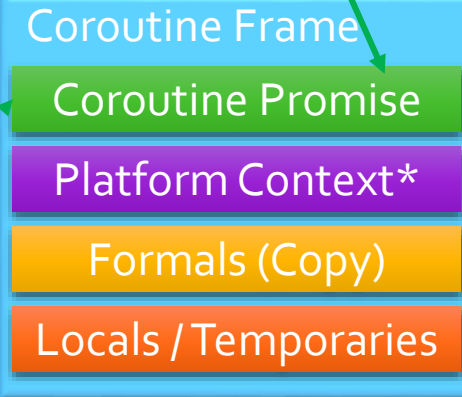 Coroutine Frame
Coroutine Promise
Platform Context*
Formals (Copy)
Locals / Temporaries